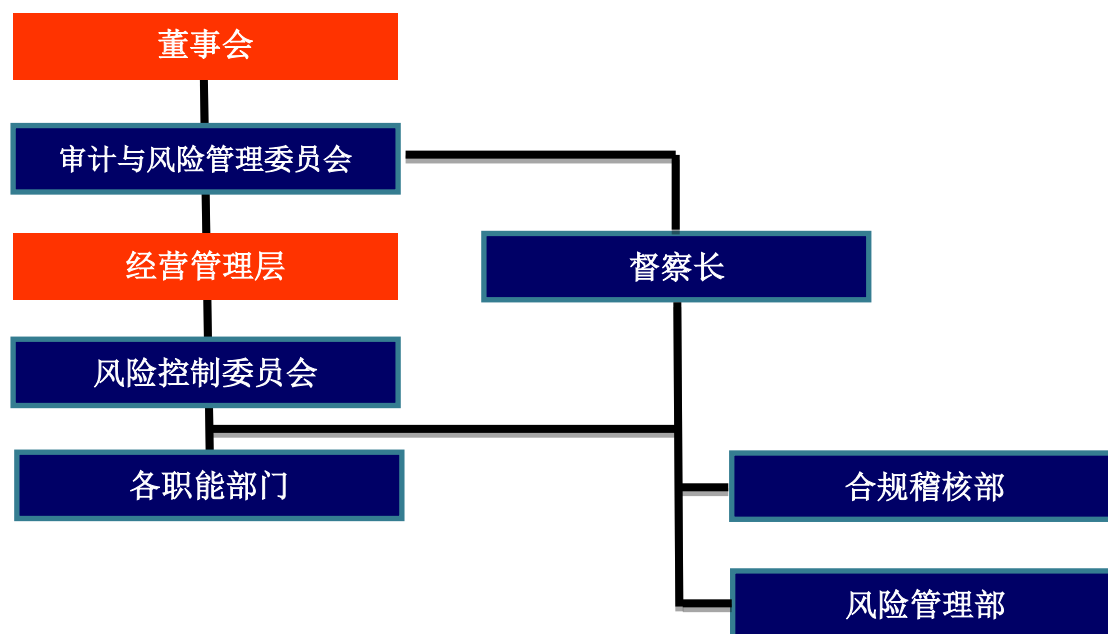 董事会
审计与风险管理委员会
经营管理层
督察长
风险控制委员会
各职能部门
合规稽核部
风险管理部